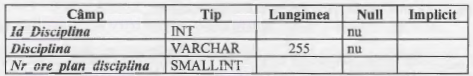 Câmp Tip Lungimea Null Implicit
Id_Disciplina INT nu
Disciplina VARCHAR 255 nu
Nr_ore_plan_disciplina SMALLINT